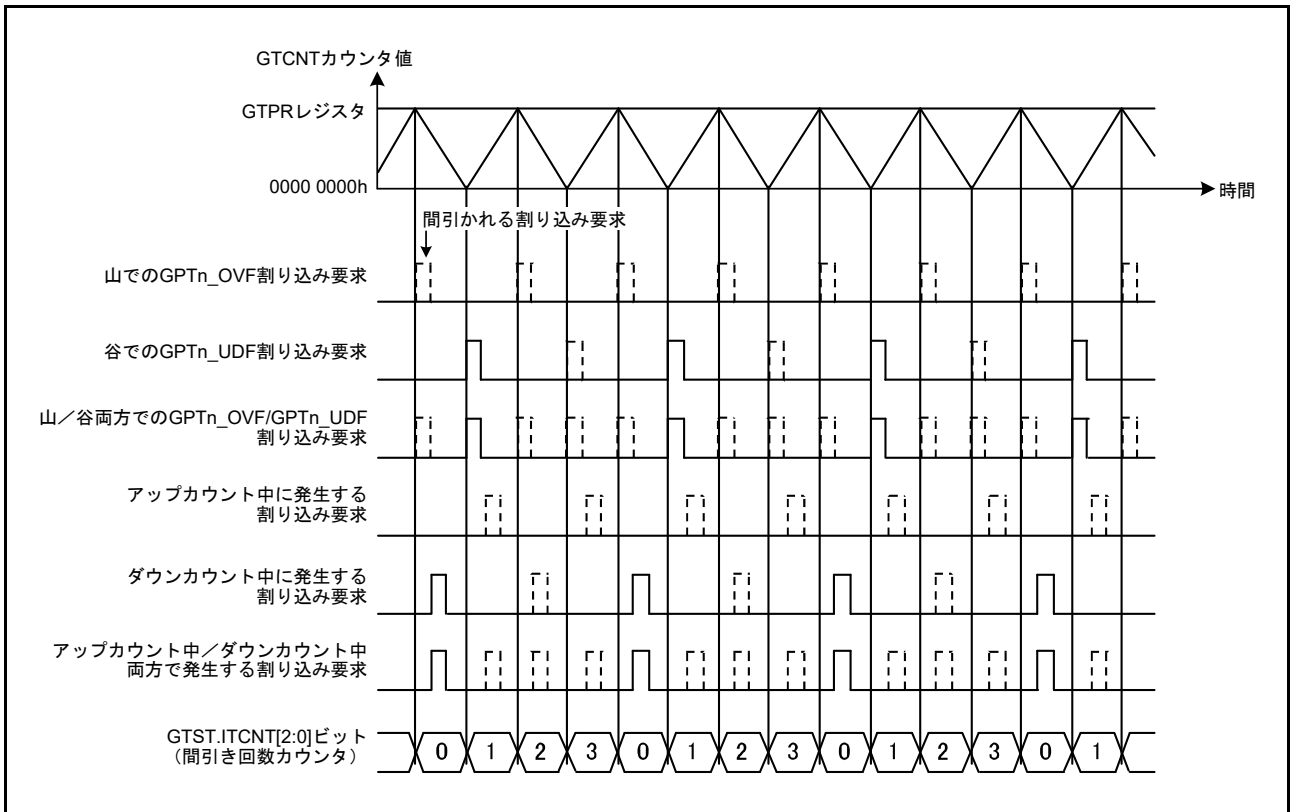 GTCNTカウンタ値
GTPRレジスタ
0000 0000h
時間
間引かれる割り込み要求
山でのGPTn_OVF割り込み要求
谷でのGPTn_UDF割り込み要求
山／谷両方でのGPTn_OVF/GPTn_UDF
割り込み要求
アップカウント中に発生する
割り込み要求
ダウンカウント中に発生する
割り込み要求
アップカウント中／ダウンカウント中
両方で発生する割り込み要求
GTST.ITCNT[2:0]ビット
（間引き回数カウンタ）
0 1 2 3 0 1 2 3 0 1 2 3 0 1